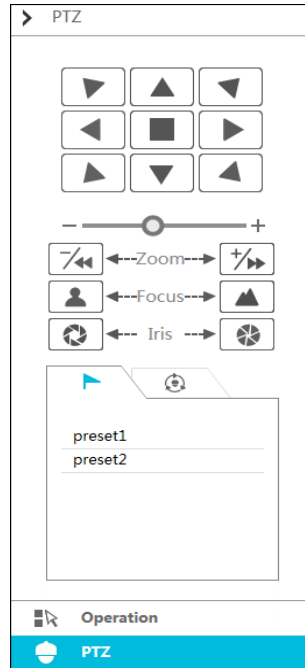 PTZ
Zoom
Focus
Iris
preset1
preset2
Operation
PTZ